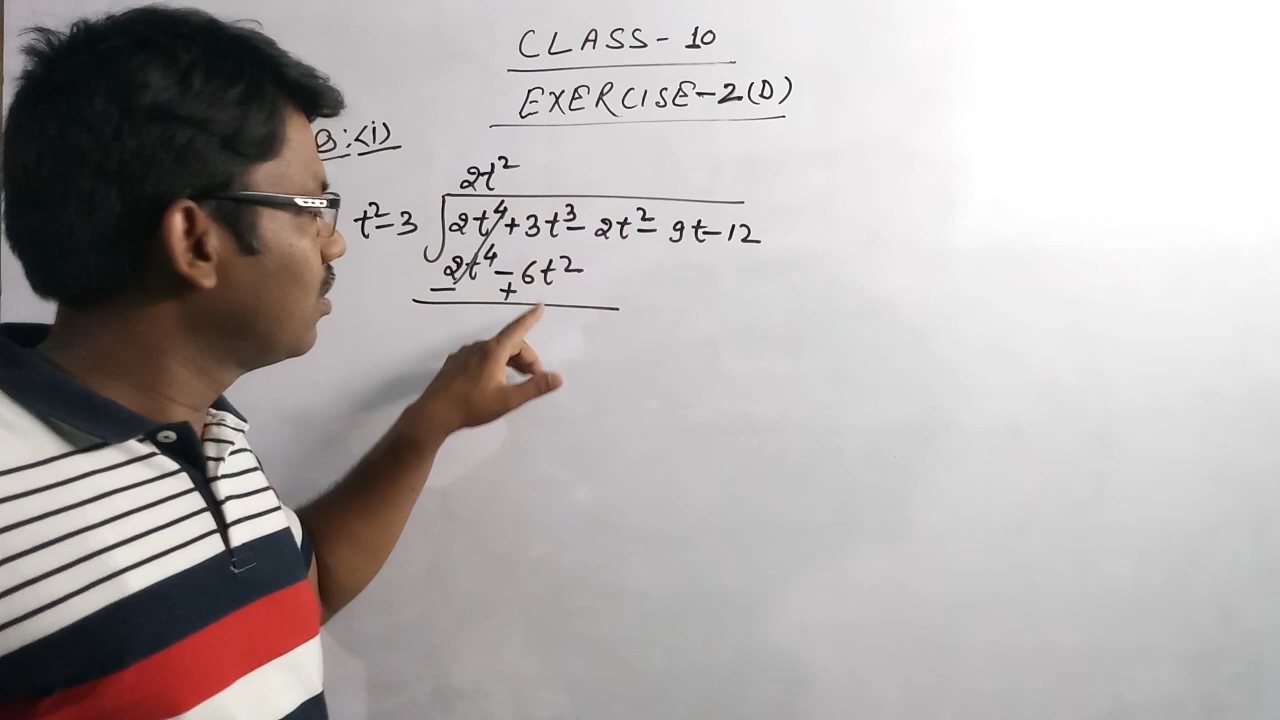 CLASS - 10
EXERCISE - 2(D)
Q:<i>
2t²
t²-3 2t⁴+3t³-2t²-9t-12
2t⁴-6t²
- +